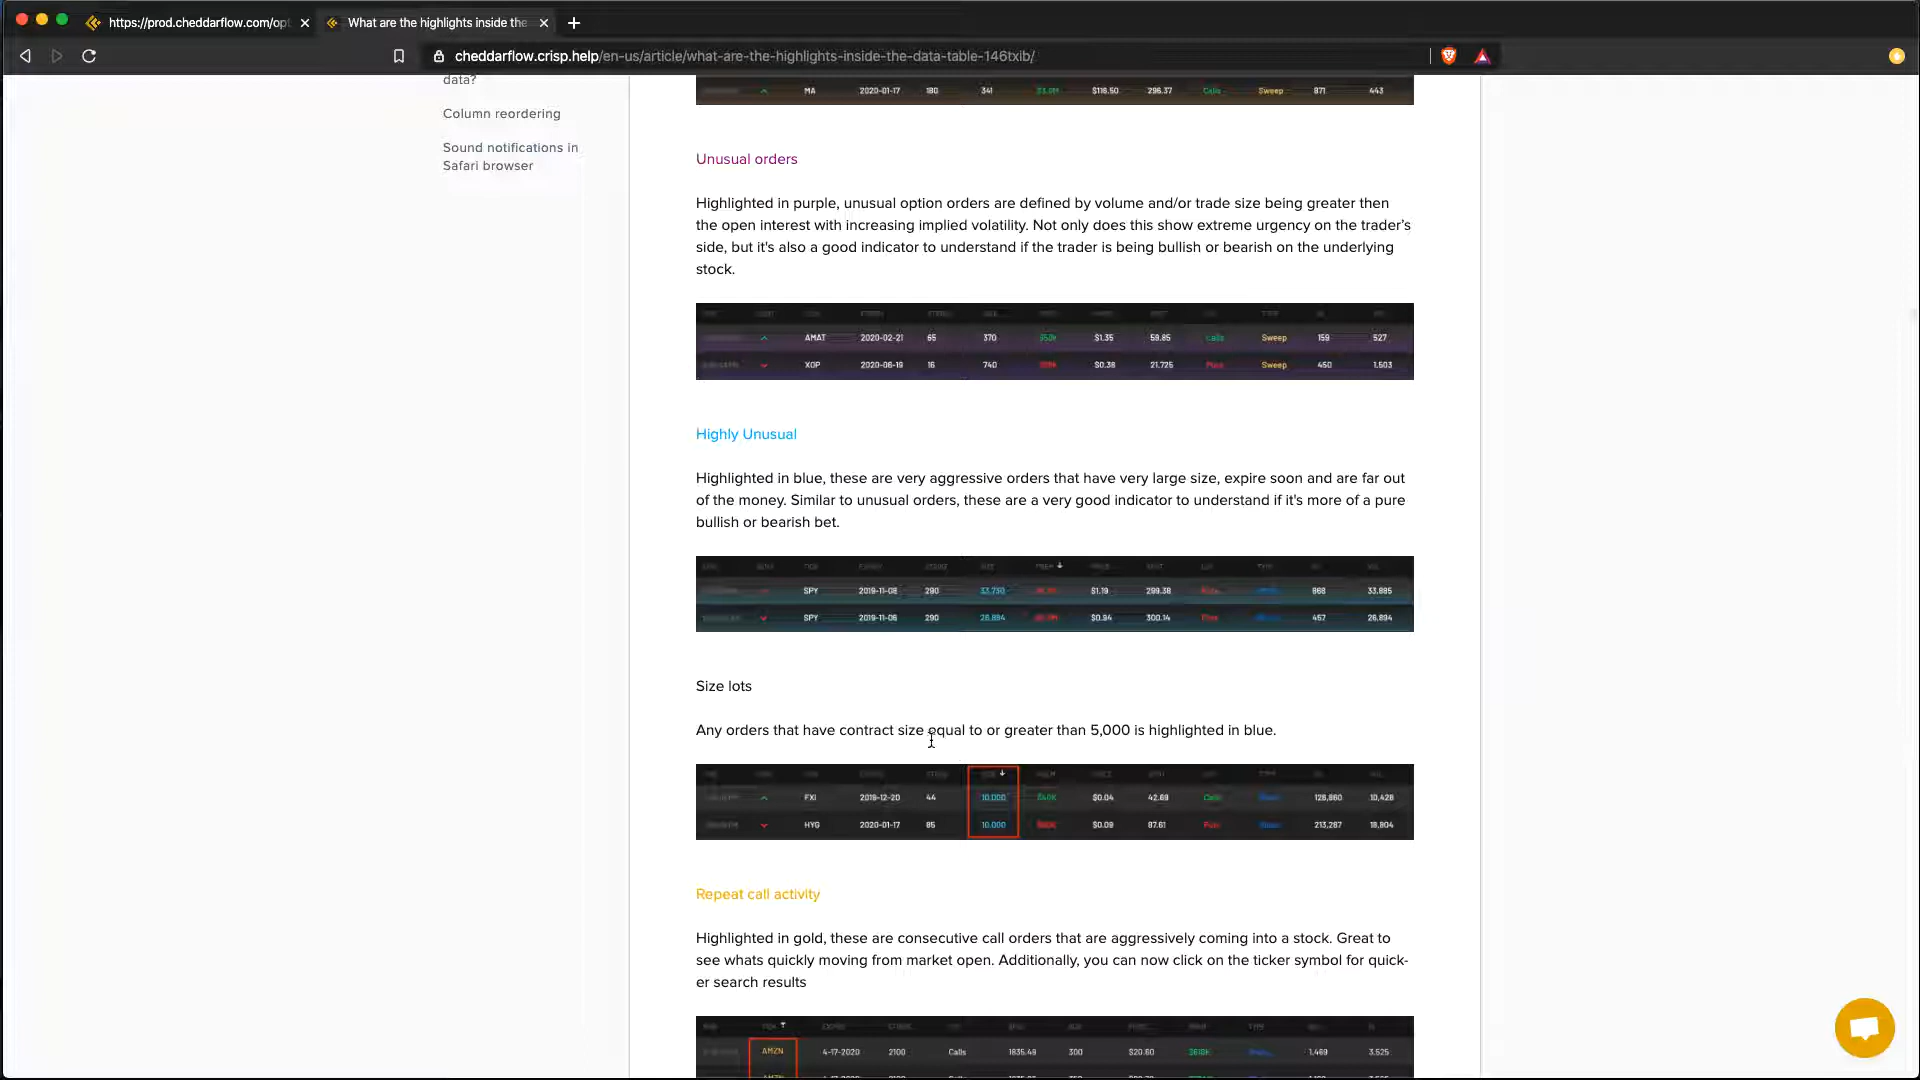 https://prod.cheddarflow.com/opt
What are the highlights inside the
cheddarflow.crisp.help/en-us/article/what-are-the-highlights-inside-the-data-table-146txib/
data?
Column reordering
Sound notifications in
Safari browser
MA 2020-01-17 180 341 $3.0M $116.50 296.37 Calls Sweep 871 443
Unusual orders
Highlighted in purple, unusual option orders are defined by volume and/or trade size being greater then
the open interest with increasing implied volatility. Not only does this show extreme urgency on the trader's
side, but it's also a good indicator to understand if the trader is being bullish or bearish on the underlying
stock.
AMAT 2020-02-21 65 370 $1.35 59.85 Calls Sweep 159 527
XOP 2020-06-19 16 740 $0.38 21.725 Puts Sweep 450 1,503
Highly Unusual
Highlighted in blue, these are very aggressive orders that have very large size, expire soon and are far out
of the money. Similar to unusual orders, these are a very good indicator to understand if it's more of a pure
bullish or bearish bet.
SPY 2019-11-08 290 33,730 $1.19 299.38 Puts 868 33,885
SPY 2019-11-06 290 26,894 $0.94 300.14 Puts 457 26,894
Size lots
Any orders that have contract size equal to or greater than 5,000 is highlighted in blue.
FXI 2019-12-20 44 10,000 $40K $0.04 42.69 Calls 128,860 10,428
HYG 2020-01-17 85 10,000 $0.09 87.61 Puts 213,287 18,804
Repeat call activity
Highlighted in gold, these are consecutive call orders that are aggressively coming into a stock. Great to
see whats quickly moving from market open. Additionally, you can now click on the ticker symbol for quick-
er search results
AMZN 4-17-2020 2100 Calls 1835.49 300 $20.60 $618K 1,469 3,525